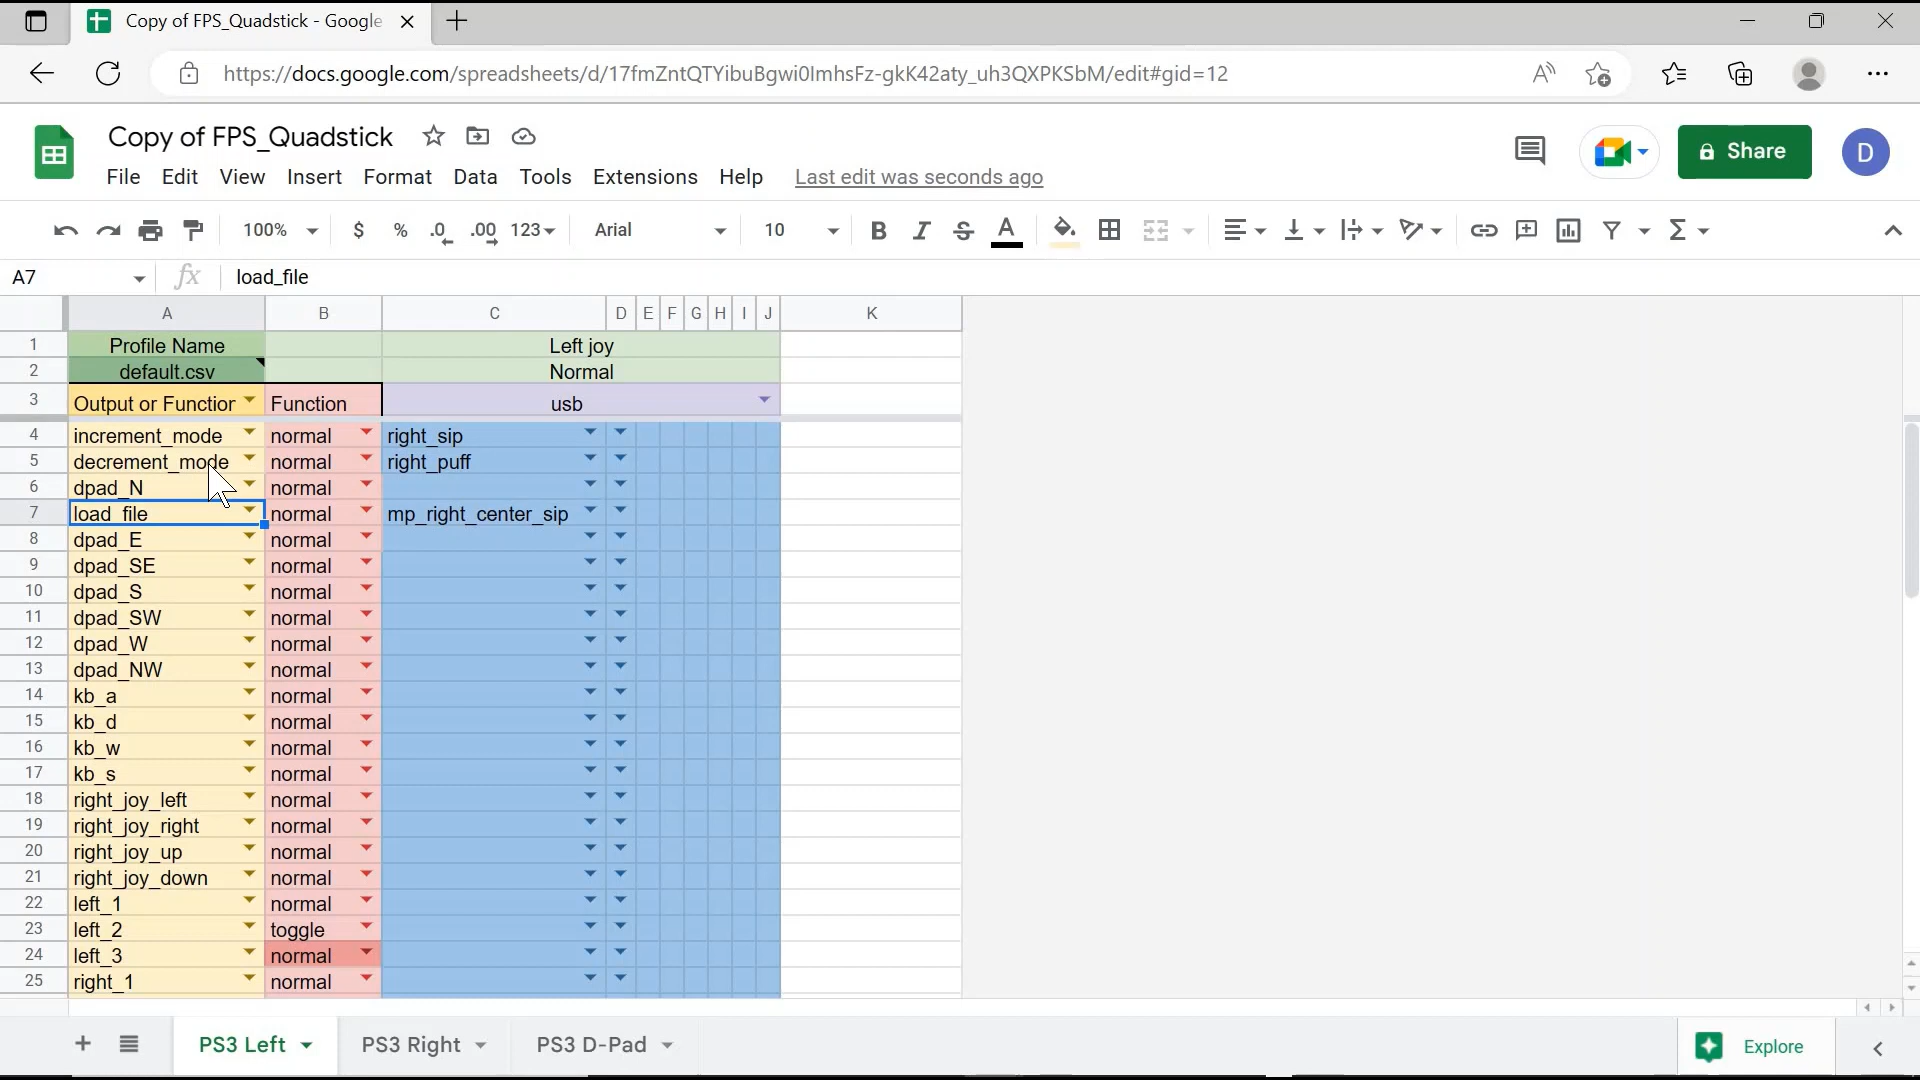 Copy of FPS_Quadstick - Google
https://docs.google.com/spreadsheets/d/17fmZntQTYibuBgwi0ImhsFz-gkK42aty_uh3QXPKSbM/edit#gid=12
Copy of FPS_Quadstick
Share
D
File Edit View Insert Format Data Tools Extensions Help Last edit was seconds ago
100% $ % .0 .00 123 Arial 10 B I S A
A7 fx load_file
A B C D E F G H I J K
1 Profile Name Left joy
2 default.csv Normal
3 Output or Function Function usb
4 increment_mode normal right_sip
5 decrement_mode normal right_puff
6 dpad_N normal
7 load_file normal mp_right_center_sip
8 dpad_E normal
9 dpad_SE normal
10 dpad_S normal
11 dpad_SW normal
12 dpad_W normal
13 dpad_NW normal
14 kb_a normal
15 kb_d normal
16 kb_w normal
17 kb_s normal
18 right_joy_left normal
19 right_joy_right normal
20 right_joy_up normal
21 right_joy_down normal
22 left_1 normal
23 left_2 toggle
24 left_3 normal
25 right_1 normal
PS3 Left PS3 Right PS3 D-Pad Explore